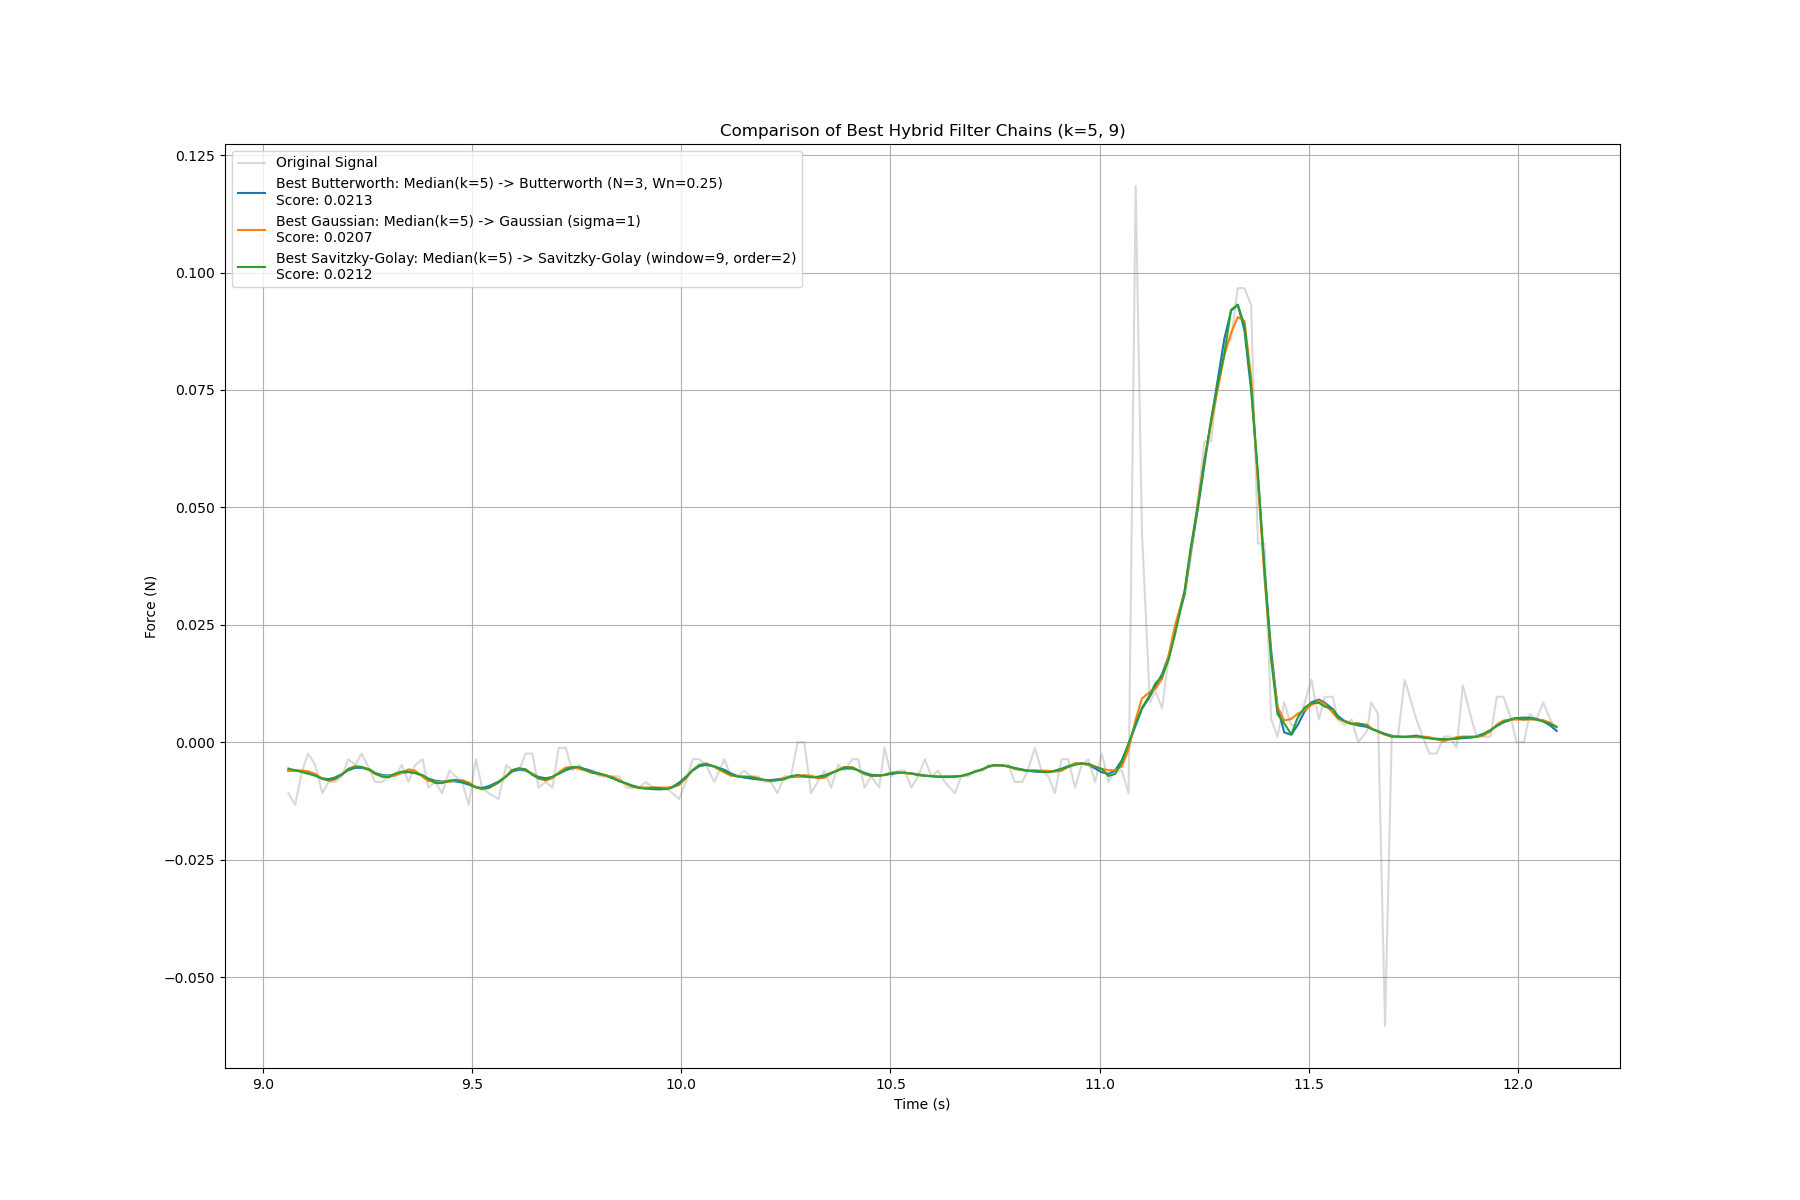 Comparison of Best Hybrid Filter Chains (k=5, 9)
Original Signal
Best Butterworth: Median(k=5) -> Butterworth (N=3, Wn=0.25)
Score: 0.0213
Best Gaussian: Median(k=5) -> Gaussian (sigma=1)
Score: 0.0207
Best Savitzky-Golay: Median(k=5) -> Savitzky-Golay (window=9, order=2)
Score: 0.0212
Force (N)
0.125
0.100
0.075
0.050
0.025
0.000
−0.025
−0.050
9.0 9.5 10.0 10.5 11.0 11.5 12.0
Time (s)